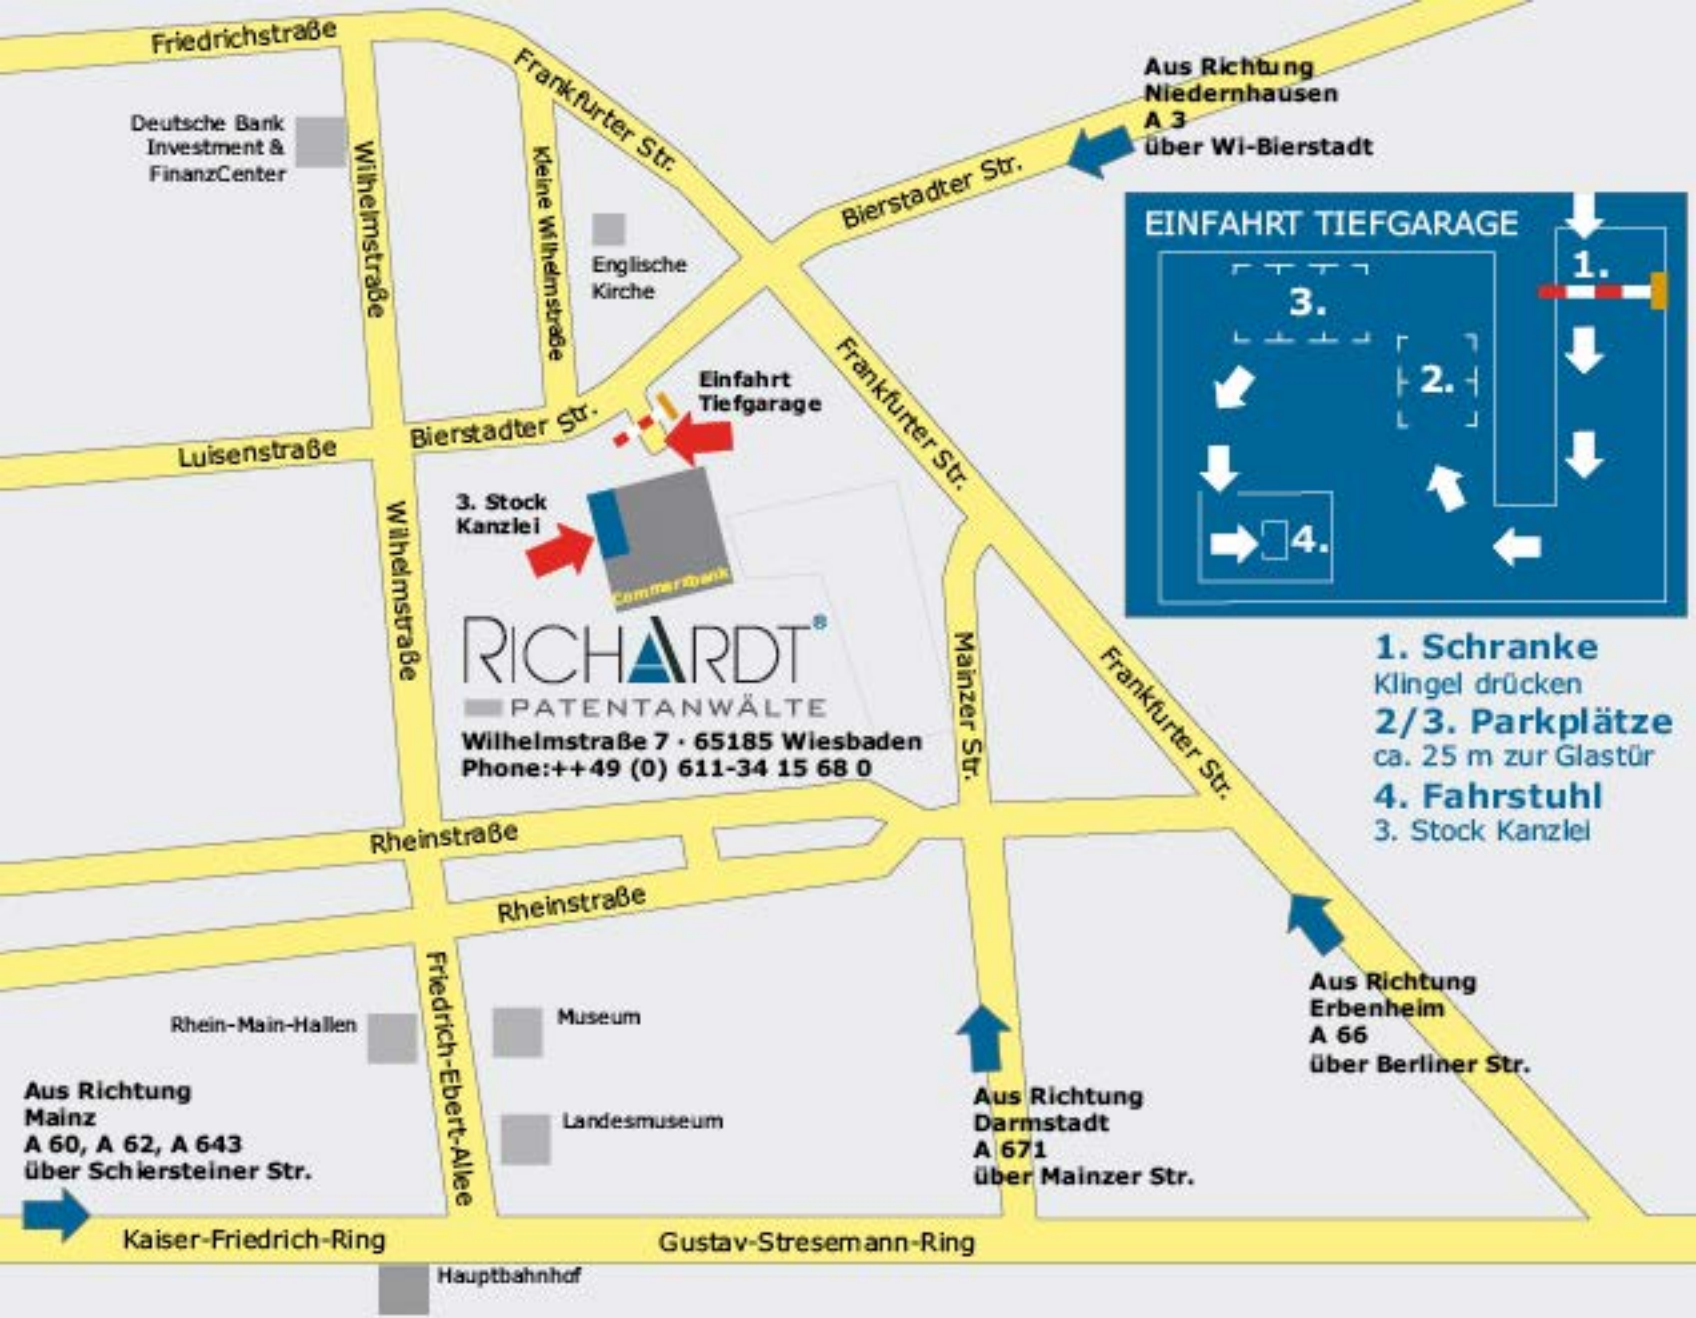 Friedrichstraße
Frankfurter Str.
Aus Richtung
Niedernhausen
A 3
über Wi-Bierstadt
Deutsche Bank
Investment &
FinanzCenter
Wilhelmstraße
Kleine Wilhelmstraße
Bierstadter Str.
Englische
Kirche
EINFAHRT TIEFGARAGE
1.
3.
2.
4.
Frankfurter Str.
Einfahrt
Tiefgarage
Luisenstraße
Bierstadter Str.
3. Stock
Kanzlei
Wilhelmstraße
Commerzbank
RICHARDT®
PATENTANWÄLTE
Wilhelmstraße 7 · 65185 Wiesbaden
Phone:++49 (0) 611-34 15 68 0
Mainzer Str.
Frankfurter Str.
1. Schranke
Klingel drücken
2/3. Parkplätze
ca. 25 m zur Glastür
4. Fahrstuhl
3. Stock Kanzlei
Rheinstraße
Rheinstraße
Friedrich-Ebert-Allee
Rhein-Main-Hallen
Museum
Landesmuseum
Aus Richtung
Erbenheim
A 66
über Berliner Str.
Aus Richtung
Mainz
A 60, A 62, A 643
über Schiersteiner Str.
Aus Richtung
Darmstadt
A 671
über Mainzer Str.
Kaiser-Friedrich-Ring
Gustav-Stresemann-Ring
Hauptbahnhof